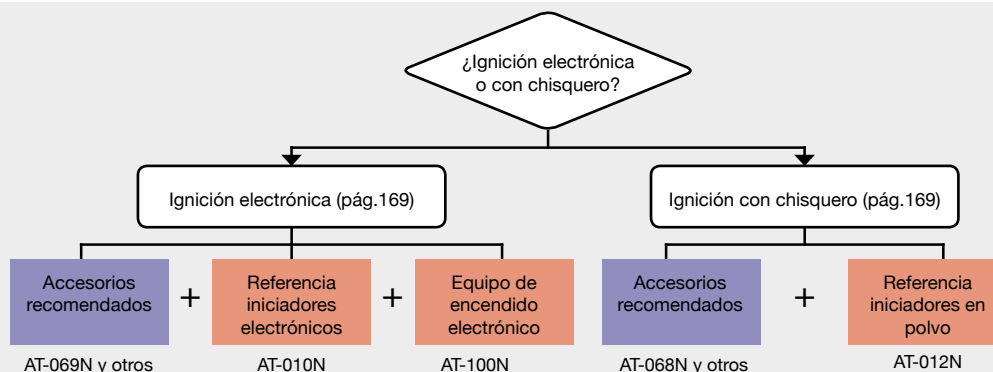 ¿Ignición electrónica
o con chisquero?
Ignición electrónica (pág.169)
Ignición con chisquero (pág.169)
Accesorios
recomendados
+
Referencia
iniciadores
electrónicos
+
Equipo de
encendido
electrónico
Accesorios
recomendados
+
Referencia
iniciadores en
polvo
AT-069N y otros
AT-010N
AT-100N
AT-068N y otros
AT-012N